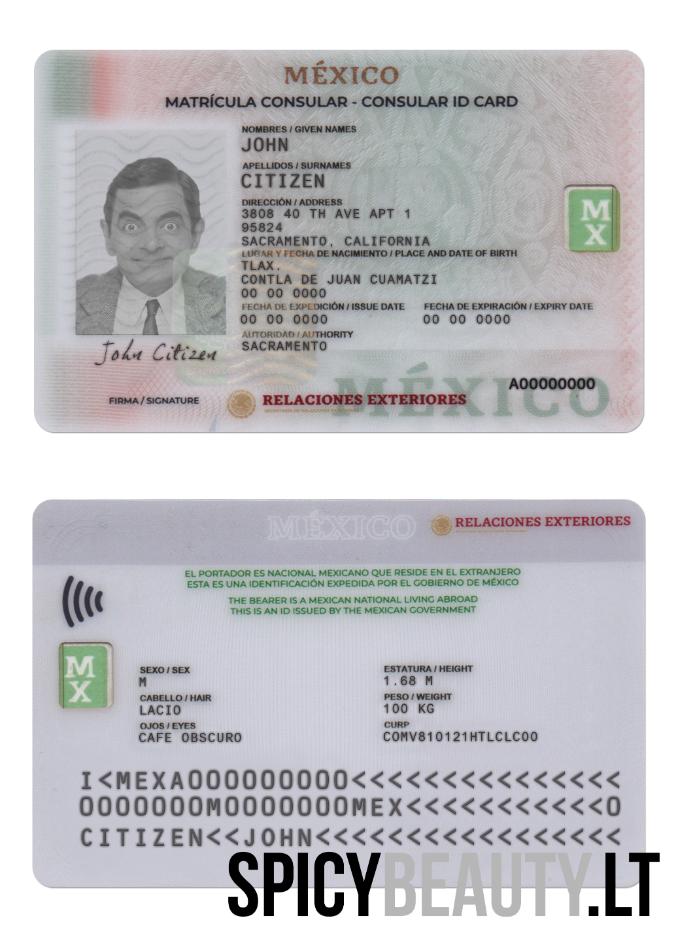 MÉXICO
MATRÍCULA CONSULAR - CONSULAR ID CARD
NOMBRES / GIVEN NAMES
JOHN
APELLIDOS / SURNAMES
CITIZEN
DIRECCIÓN / ADDRESS
3808 40 TH AVE APT 1
95824
SACRAMENTO, CALIFORNIA
LUGAR Y FECHA DE NACIMIENTO / PLACE AND DATE OF BIRTH
TLAX.
CONTLA DE JUAN CUAMATZI
00 00 0000
FECHA DE EXPEDICIÓN / ISSUE DATE FECHA DE EXPIRACIÓN / EXPIRY DATE
00 00 0000 00 00 0000
AUTORIDAD / AUTHORITY
SACRAMENTO
MX
John Citizen
A00000000
FIRMA / SIGNATURE
RELACIONES EXTERIORES
MÉXICO
MÉXICO
RELACIONES EXTERIORES
EL PORTADOR ES NACIONAL MEXICANO QUE RESIDE EN EL EXTRANJERO
ESTA ES UNA IDENTIFICACIÓN EXPEDIDA POR EL GOBIERNO DE MÉXICO
THE BEARER IS A MEXICAN NATIONAL LIVING ABROAD
THIS IS AN ID ISSUED BY THE MEXICAN GOVERNMENT
MX
SEXO / SEX ESTATURA / HEIGHT
M 1.68 M
CABELLO / HAIR PESO / WEIGHT
LACIO 100 KG
OJOS / EYES CURP
CAFE OBSCURO COMV810121HTLCLC00
I<MEXA000000000<<<<<<<<<<<<<<<
0000000M0000000MEX<<<<<<<<<<<0
CITIZEN<<JOHN<<<<<<<<<<<<<<<<<
SPICYBEAUTY.LT